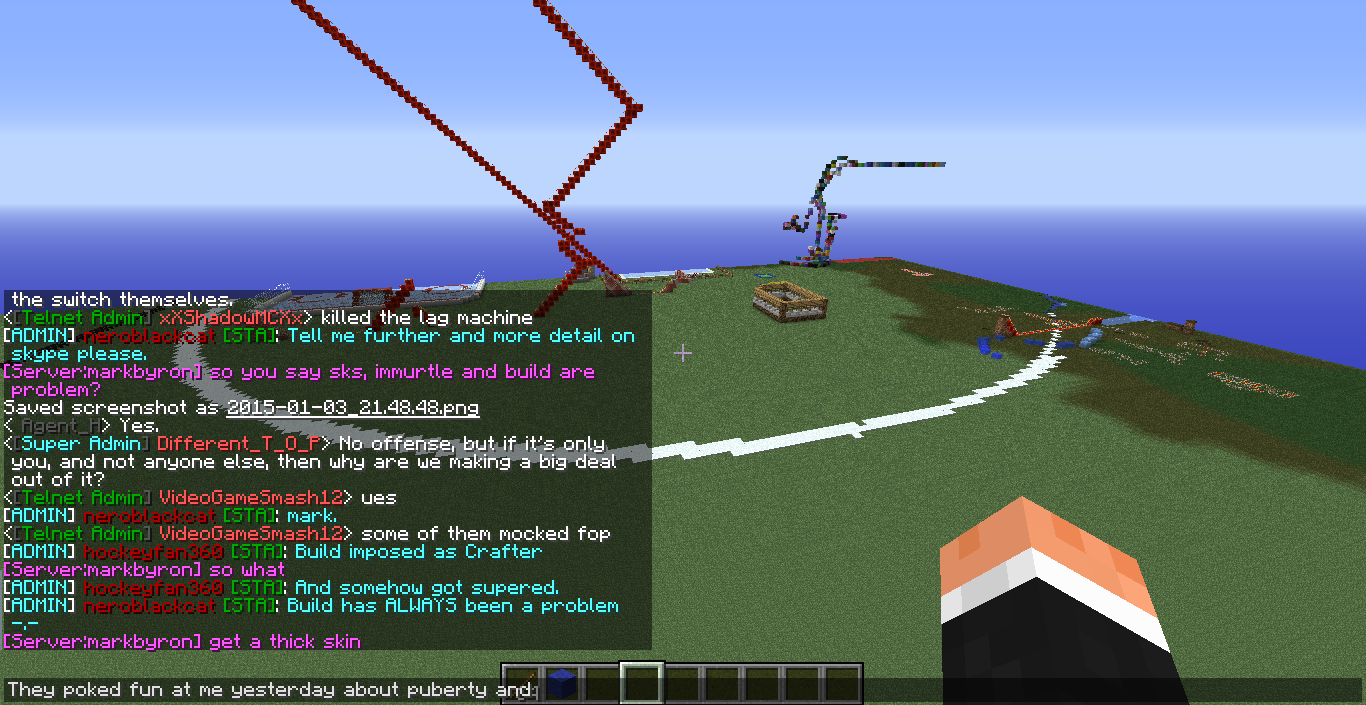 the switch themselves.
<[Telnet Admin] xXShadowMCXx> killed the lag machine
[ADMIN] neroblackcat [STA]: Tell me further and more detail on
skype please.
[Server:markbyron] so you say sks, immurtle and build are
problem?
Saved screenshot as 2015-01-03_21.48.48.png
< Agent_H> Yes.
<[Super Admin] Different_T_O_P> No offense, but if it's only
you, and not anyone else, then why are we making a big deal
out of it?
<[Telnet Admin] VideoGameSmash12> ues
[ADMIN] neroblackcat [STA]: mark.
<[Telnet Admin] VideoGameSmash12> some of them mocked fop
[ADMIN] hockeyfan360 [STA]: Build imposed as Crafter
[Server:markbyron] so what
[ADMIN] hockeyfan360 [STA]: And somehow got supered.
[ADMIN] neroblackcat [STA]: Build has ALWAYS been a problem
-.-
[Server:markbyron] get a thick skin
They poked fun at me yesterday about puberty and